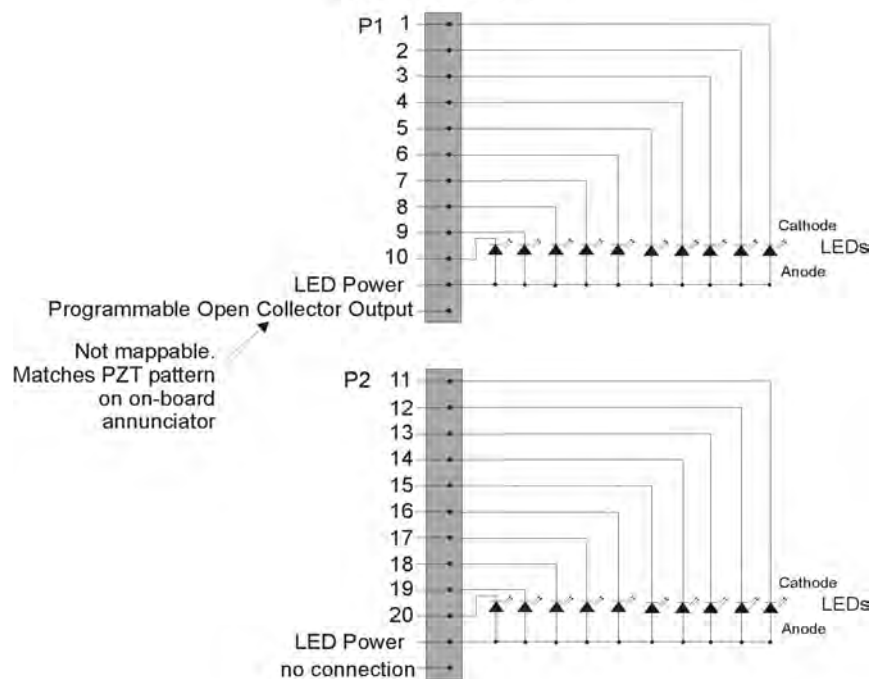 P1 1
2
3
4
5
6
7
8
9
10
Cathode
LEDs
Anode
LED Power
Programmable Open Collector Output
Not mappable.
Matches PZT pattern
on on-board
annunciator
P2 11
12
13
14
15
16
17
18
19
20
Cathode
LEDs
Anode
LED Power
no connection